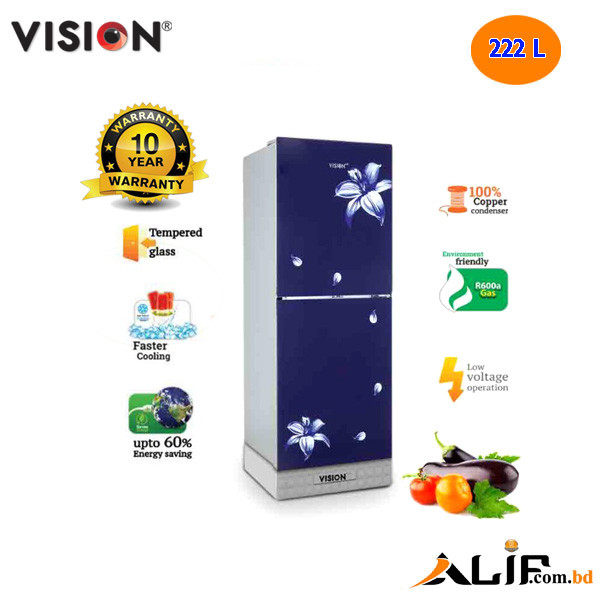 VISION®
222 L
WARRANTY
10
YEAR
WARRANTY
Tempered
glass
Faster
Cooling
upto 60%
Energy saving
VISION
VISION
100%
Copper
condenser
Environment
friendly
R600a
Gas
Low
voltage
operation
ALIF.com.bd